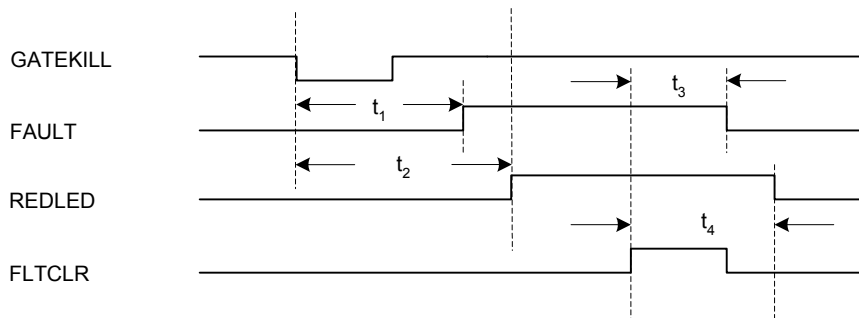 GATEKILL
t3
t1
FAULT
t2
REDLED
t4
FLTCLR